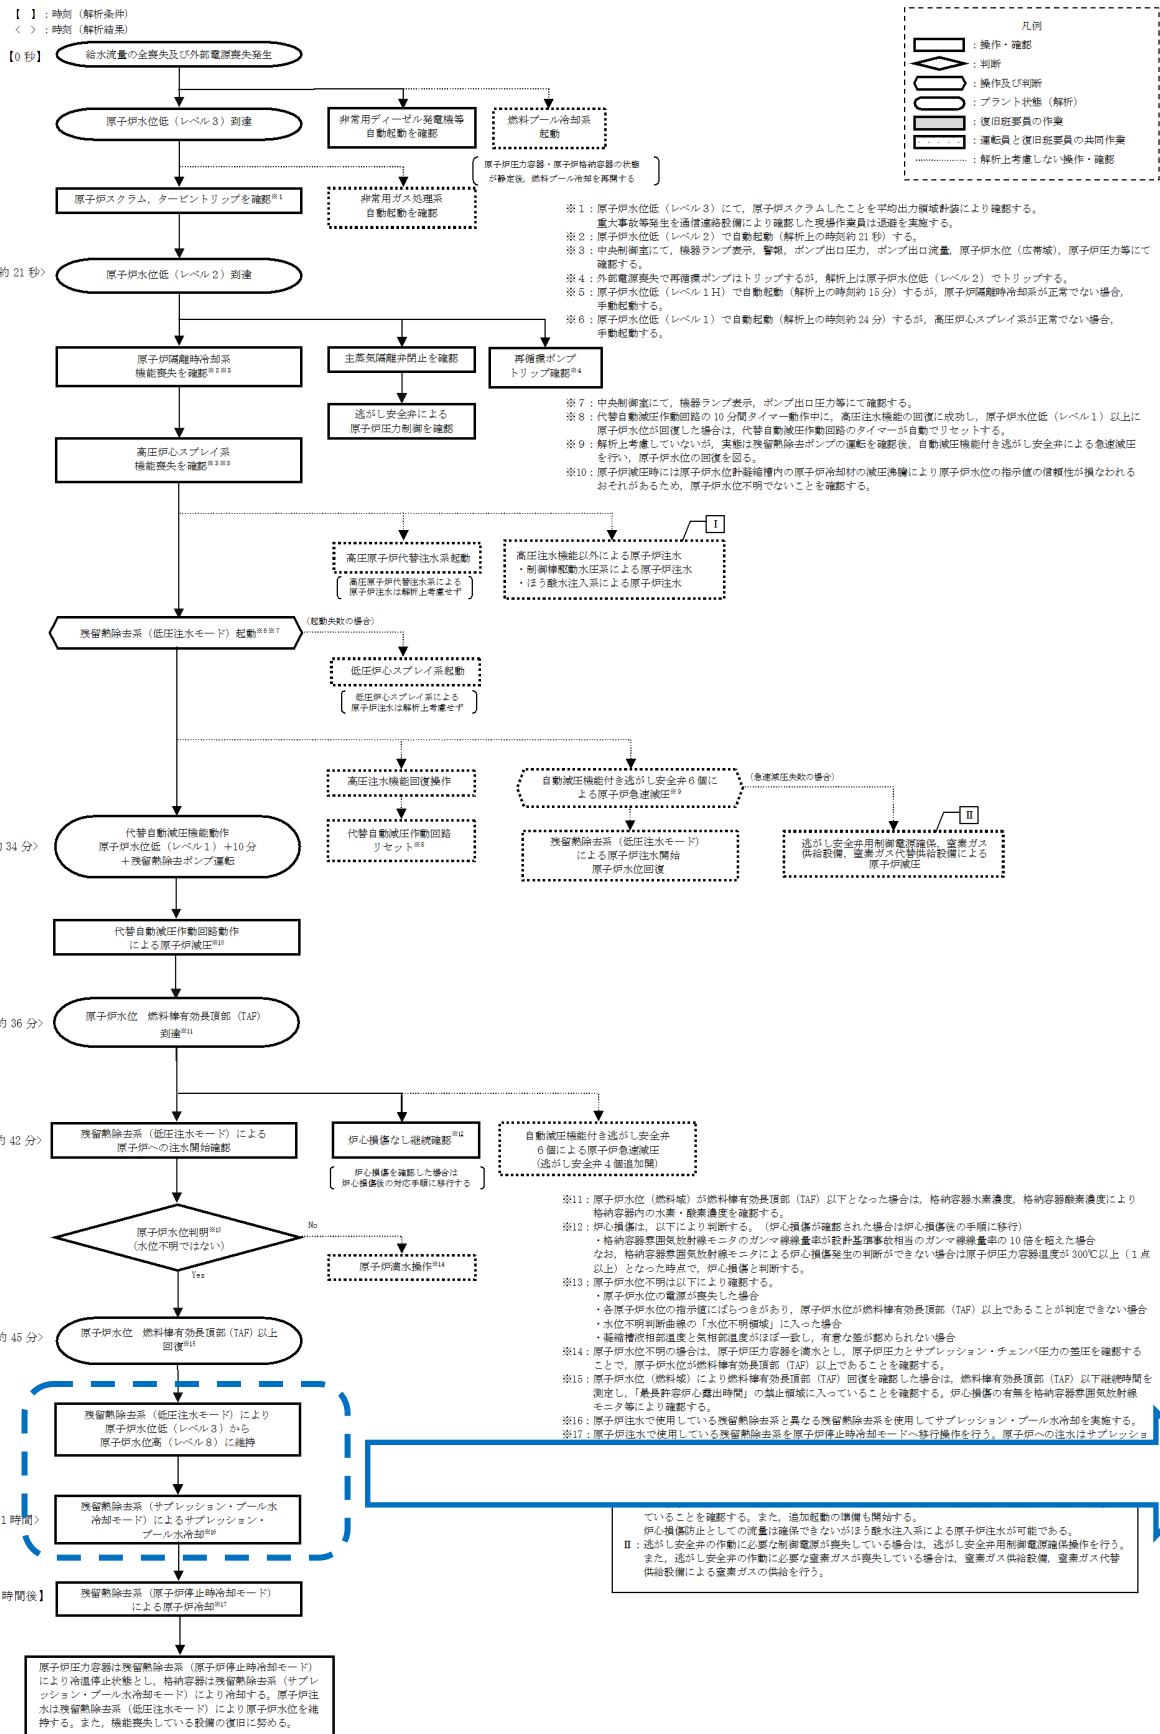 【 】：時刻（解析条件）
〈 〉：時刻（解析結果）
【0秒】
給水流量の全喪失及び外部電源喪失発生
原子炉水位低（レベル３）到達
非常用ディーゼル発電機等
自動起動を確認
燃料プール冷却系
起動
原子炉圧力容器・原子炉格納容器の状態
が静定後，燃料プール冷却を再開する
原子炉スクラム，タービントリップを確認※1
非常用ガス処理系
自動起動を確認
約21秒〉
原子炉水位低（レベル２）到達
原子炉隔離時冷却系
機能喪失を確認※2※3
主蒸気隔離弁閉止を確認
再循環ポンプ
トリップ確認※4
逃がし安全弁による
原子炉圧力制御を確認
高圧炉心スプレイ系
機能喪失を確認※3※5
凡例
：操作・確認
：判断
：操作及び判断
：プラント状態（解析）
：復旧班要員の作業
：運転員と復旧班要員の共同作業
：解析上考慮しない操作・確認
※１：原子炉水位低（レベル３）にて，原子炉スクラムしたことを平均出力領域計装により確認する。
重大事故等発生を通信連絡設備により確認した現場作業員は退避を実施する。
※２：原子炉水位低（レベル２）で自動起動（解析上の時刻約21秒）する。
※３：中央制御室にて，機器ランプ表示，警報，ポンプ出口圧力，ポンプ出口流量，原子炉水位（広帯域），原子炉圧力等にて
確認する。
※４：外部電源喪失で再循環ポンプはトリップするが，解析上は原子炉水位低（レベル２）でトリップする。
※５：原子炉水位低（レベル１Ｈ）で自動起動（解析上の時刻約15分）するが，原子炉隔離時冷却系が正常でない場合，
手動起動する。
※６：原子炉水位低（レベル１）で自動起動（解析上の時刻約24分）するが，高圧炉心スプレイ系が正常でない場合，
手動起動する。
※７：中央制御室にて，機器ランプ表示，ポンプ出口圧力等にて確認する。
※８：代替自動減圧作動回路の10分間タイマー動作中に，高圧注水機能の回復に成功し，原子炉水位低（レベル１）以上に
原子炉水位が回復した場合は，代替自動減圧作動回路のタイマーが自動でリセットする。
※９：解析上考慮していないが，実態は残留熱除去ポンプの運転を確認後，自動減圧機能付き逃がし安全弁による急速減圧
を行い，原子炉水位の回復を図る。
※10：原子炉減圧時には原子炉水位計凝縮槽内の原子炉冷却材の減圧沸騰により原子炉水位の指示値の信頼性が損なわれる
おそれがあるため，原子炉水位不明でないことを確認する。
Ⅰ
高圧原子炉代替注水系起動
高圧原子炉代替注水系による
原子炉注水は解析上考慮せず
高圧注水機能以外による原子炉注水
・制御棒駆動水圧系による原子炉注水
・ほう酸水注入系による原子炉注水
残留熱除去系（低圧注水モード）起動※6※7
（起動失敗の場合）
低圧炉心スプレイ系起動
低圧炉心スプレイ系による
原子炉注水は解析上考慮せず
高圧注水機能回復操作
自動減圧機能付き逃がし安全弁６個に
よる原子炉急速減圧※9
（急速減圧失敗の場合）
約34分〉
代替自動減圧機能動作
原子炉水位低（レベル１）＋10分
＋残留熱除去ポンプ運転
代替自動減圧作動回路
リセット※8
残留熱除去系（低圧注水モード）
による原子炉注水開始
原子炉水位回復
Ⅱ
逃がし安全弁用制御電源確保，窒素ガス
供給設備，窒素ガス代替供給設備による
原子炉減圧
代替自動減圧作動回路動作
による原子炉減圧※10
約36分〉
原子炉水位 燃料棒有効長頂部（TAF）
到達※11
約42分〉
残留熱除去系（低圧注水モード）による
原子炉への注水開始確認
炉心損傷なし継続確認※12
炉心損傷を確認した場合は
炉心損傷後の対応手順に移行する
自動減圧機能付き逃がし安全弁
６個による原子炉急速減圧
（逃がし安全弁４個追加開）
原子炉水位判明※13
（水位不明ではない）
No
Yes
原子炉満水操作※14
約45分〉
原子炉水位 燃料棒有効長頂部（TAF）以上
回復※15
※11：原子炉水位（燃料域）が燃料棒有効長頂部（TAF）以下となった場合は，格納容器水素濃度，格納容器酸素濃度により
格納容器内の水素・酸素濃度を確認する。
※12：炉心損傷は，以下により判断する。（炉心損傷が確認された場合は炉心損傷後の手順に移行）
・格納容器雰囲気放射線モニタのガンマ線線量率が設計基準事故相当のガンマ線線量率の10倍を超えた場合
なお，格納容器雰囲気放射線モニタによる炉心損傷発生の判断ができない場合は原子炉圧力容器温度が300℃以上（１点
以上）となった時点で，炉心損傷と判断する。
※13：原子炉水位不明は以下により確認する。
・原子炉水位の電源が喪失した場合
・各原子炉水位の指示値にばらつきがあり，原子炉水位が燃料棒有効長頂部（TAF）以上であることが判定できない場合
・水位不明判断曲線の「水位不明領域」に入った場合
・凝縮槽液相部温度と気相部温度がほぼ一致し，有意な差が認められない場合
※14：原子炉水位不明の場合は，原子炉圧力容器を満水とし，原子炉圧力とサプレッション・チェンバ圧力の差圧を確認する
ことで，原子炉水位が燃料棒有効長頂部（TAF）以上であることを確認する。
※15：原子炉水位（燃料域）により燃料棒有効長頂部（TAF）回復を確認した場合は，燃料棒有効長頂部（TAF）以下継続時間を
測定し，「最長許容炉心露出時間」の禁止領域に入っていることを確認する。炉心損傷の有無を格納容器雰囲気放射線
モニタ等により確認する。
※16：原子炉注水で使用している残留熱除去系と異なる残留熱除去系を使用してサプレッション・プール水冷却を実施する。
※17：原子炉注水で使用している残留熱除去系を原子炉停止時冷却モードへ移行操作を行う。原子炉への注水はサプレッショ
残留熱除去系（低圧注水モード）により
原子炉水位低（レベル３）から
原子炉水位高（レベル８）に維持
1時間〉
残留熱除去系（サプレッション・プール水
冷却モード）によるサプレッション・
プール水冷却※16
ていることを確認する。また，追加起動の準備も開始する。
炉心損傷防止としての流量は確保できないがほう酸水注入系による原子炉注水が可能である。
Ⅱ：逃がし安全弁の作動に必要な制御電源が喪失している場合は，逃がし安全弁用制御電源確保操作を行う。
また，逃がし安全弁の作動に必要な窒素ガスが喪失している場合は，窒素ガス供給設備，窒素ガス代替
供給設備による窒素ガスの供給を行う。
時間後】
残留熱除去系（原子炉停止時冷却モード）
による原子炉冷却※17
原子炉圧力容器は残留熱除去系（原子炉停止時冷却モード）
により冷温停止状態とし，格納容器は残留熱除去系（サプレ
ッション・プール水冷却モード）により冷却する。原子炉注
水は残留熱除去系（低圧注水モード）により原子炉水位を維
持する。また，機能喪失している設備の復旧に努める。